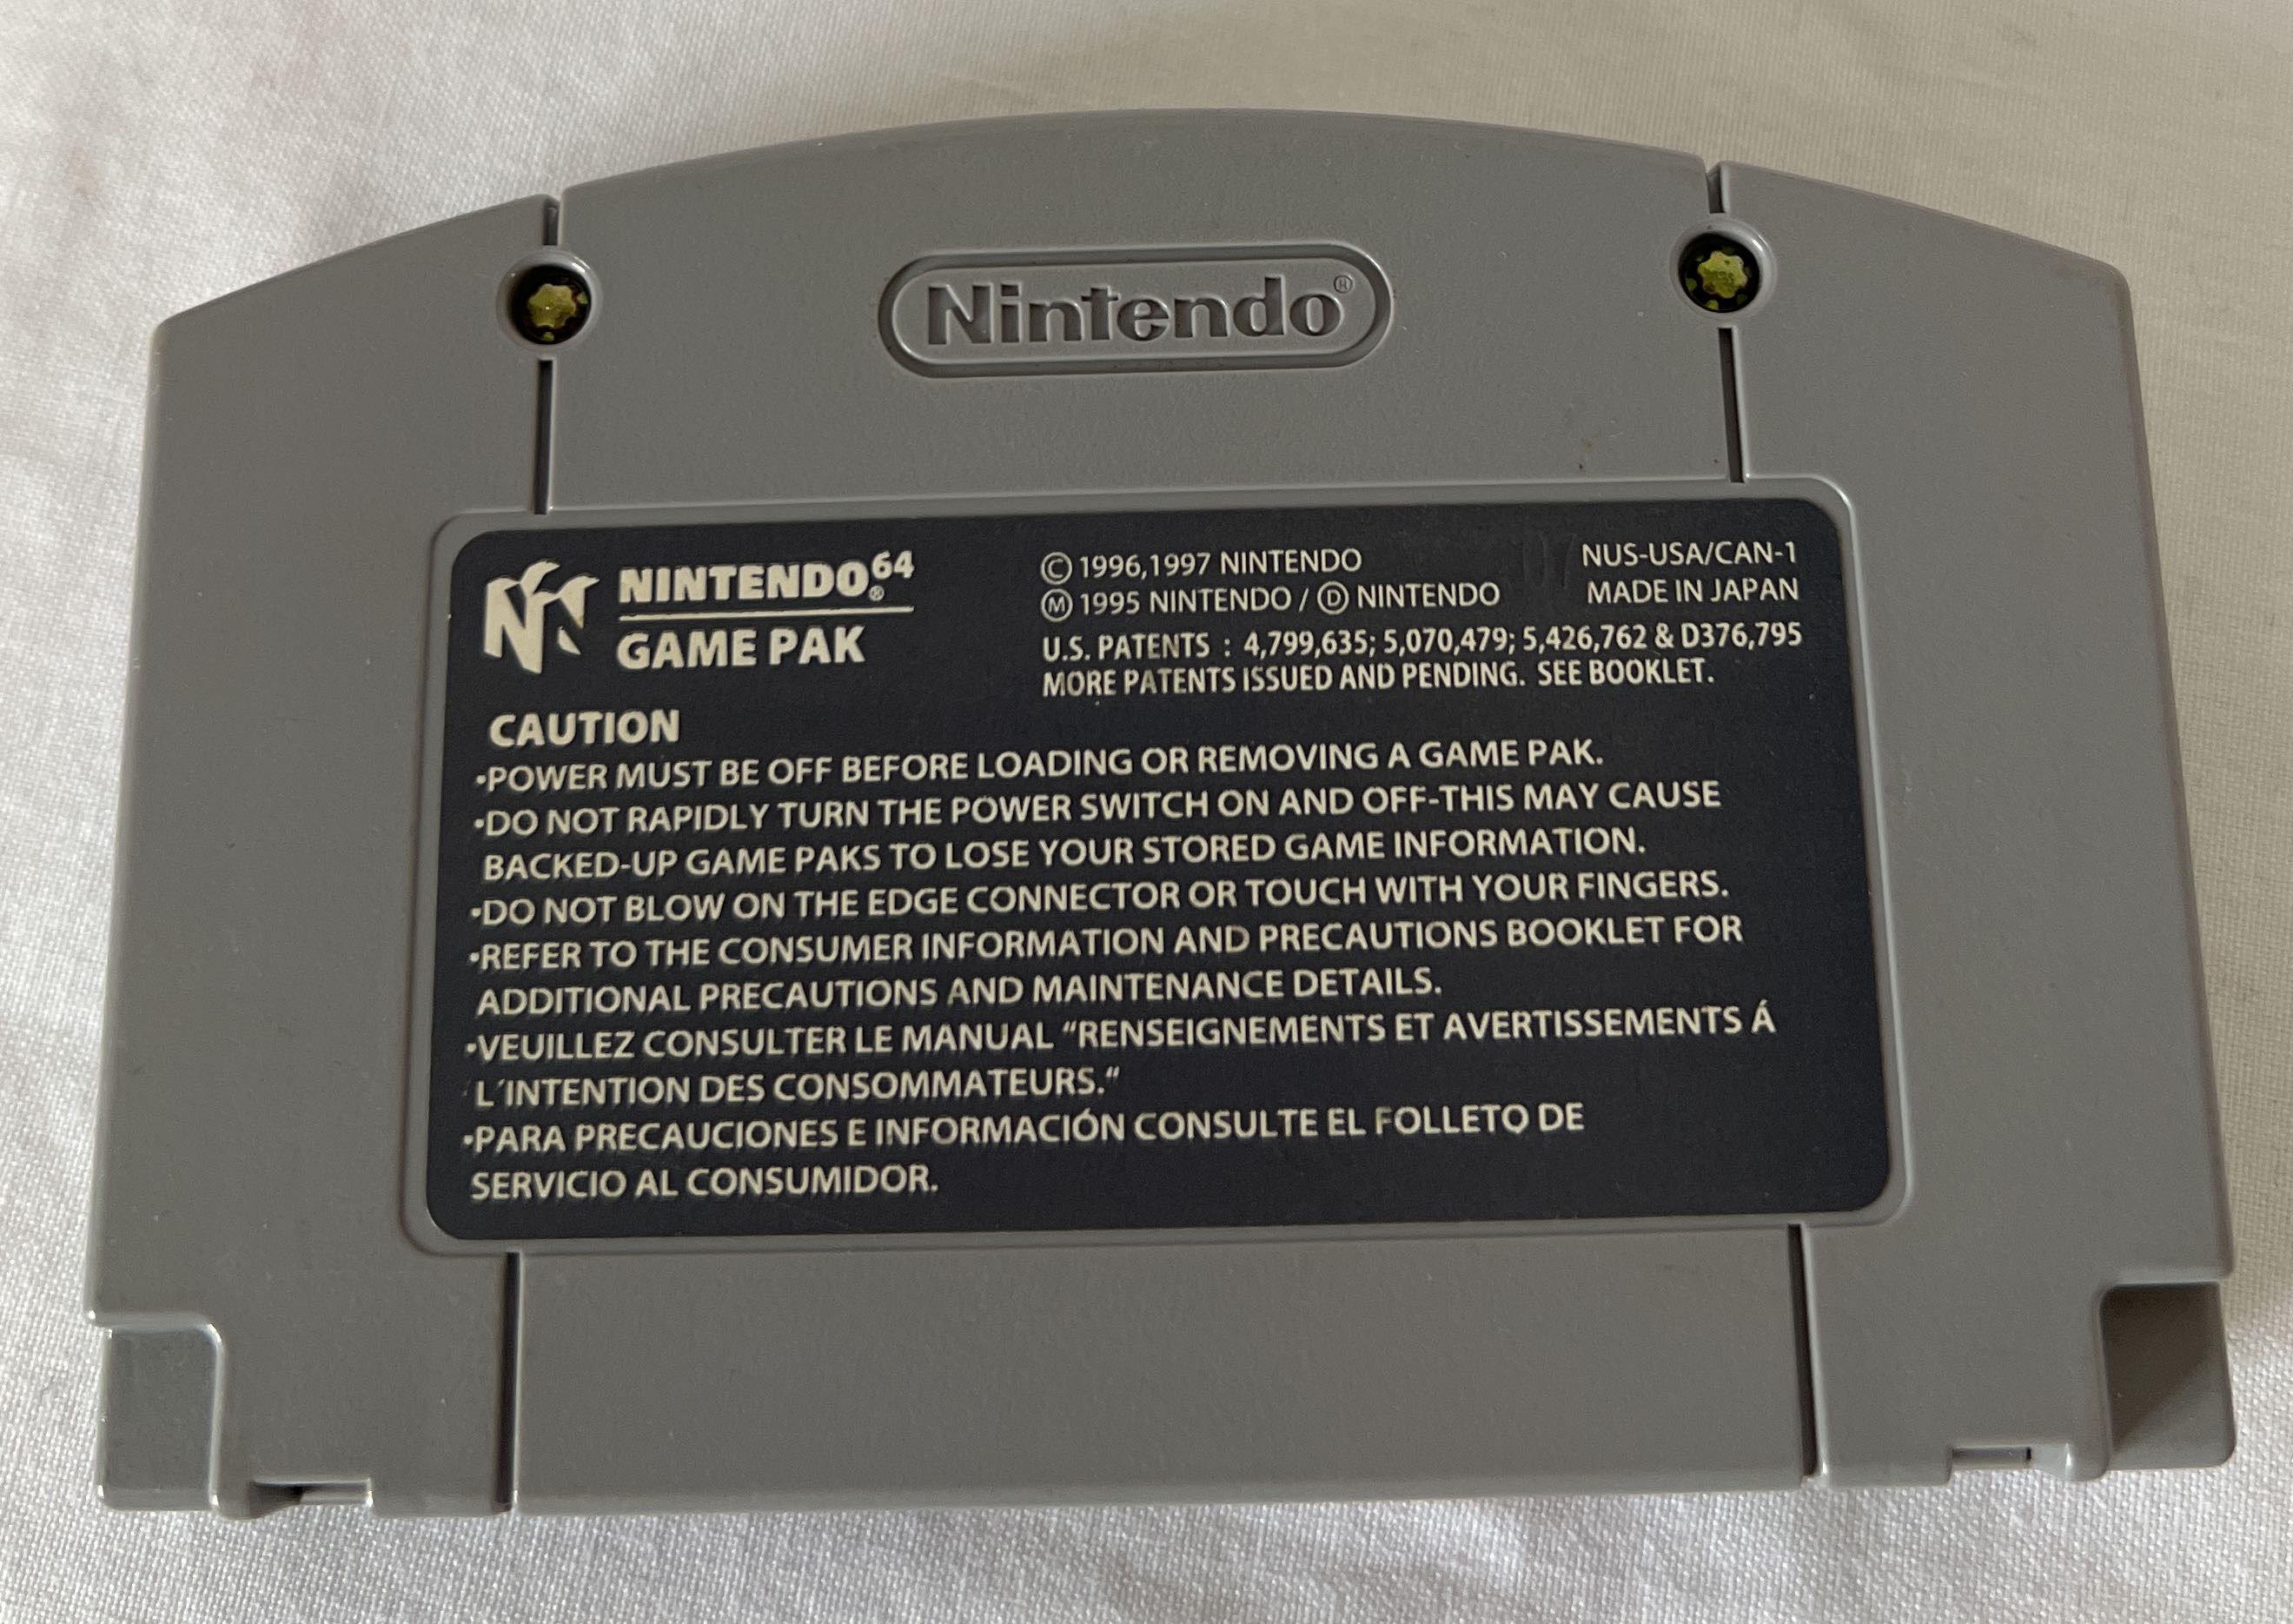 Nintendo®
NINTENDO64®
GAME PAK
© 1996,1997 NINTENDO
Ⓜ 1995 NINTENDO / Ⓓ NINTENDO
NUS-USA/CAN-1
MADE IN JAPAN
U.S. PATENTS : 4,799,635; 5,070,479; 5,426,762 & D376,795
MORE PATENTS ISSUED AND PENDING. SEE BOOKLET.
CAUTION
•POWER MUST BE OFF BEFORE LOADING OR REMOVING A GAME PAK.
•DO NOT RAPIDLY TURN THE POWER SWITCH ON AND OFF-THIS MAY CAUSE
BACKED-UP GAME PAKS TO LOSE YOUR STORED GAME INFORMATION.
•DO NOT BLOW ON THE EDGE CONNECTOR OR TOUCH WITH YOUR FINGERS.
•REFER TO THE CONSUMER INFORMATION AND PRECAUTIONS BOOKLET FOR
ADDITIONAL PRECAUTIONS AND MAINTENANCE DETAILS.
•VEUILLEZ CONSULTER LE MANUAL “RENSEIGNEMENTS ET AVERTISSEMENTS Á
L´INTENTION DES CONSOMMATEURS.“
•PARA PRECAUCIONES E INFORMACIÓN CONSULTE EL FOLLETO DE
SERVICIO AL CONSUMIDOR.